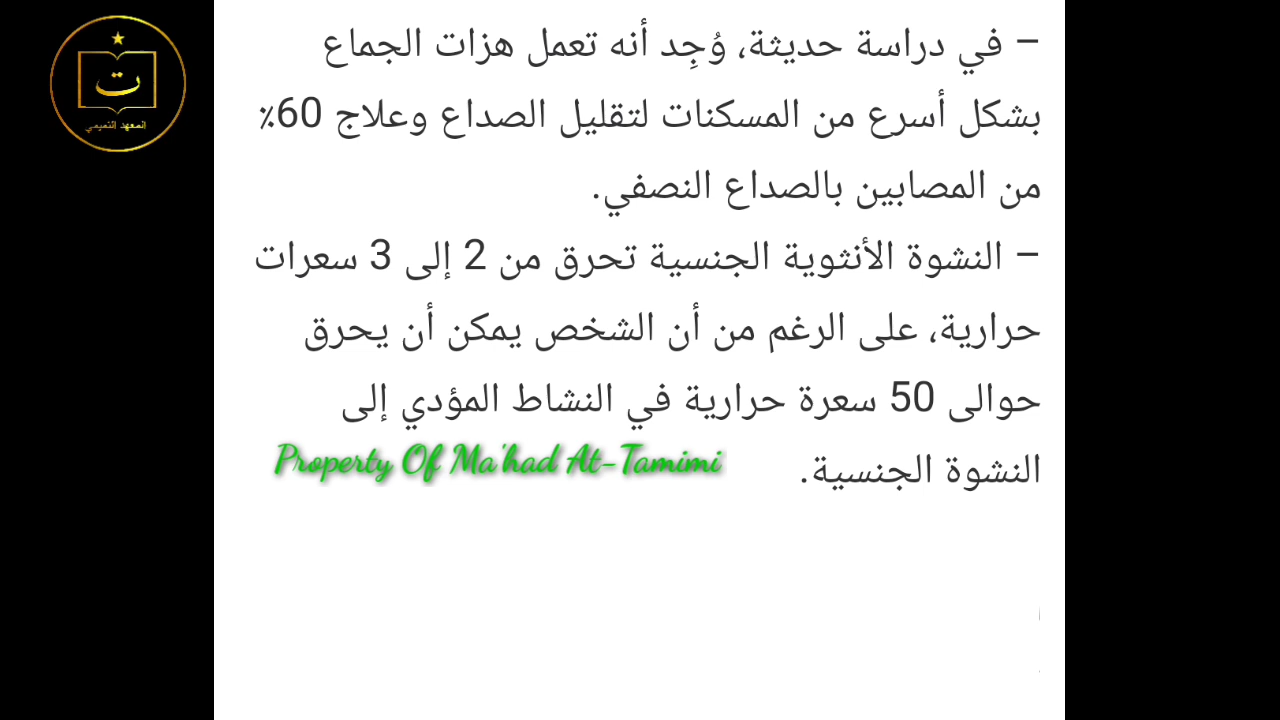 ت
المعهد التميمي
– في دراسة حديثة، وُجِد أنه تعمل هزات الجماع
بشكل أسرع من المسكنات لتقليل الصداع وعلاج 60٪
من المصابين بالصداع النصفي.
– النشوة الأنثوية الجنسية تحرق من 2 إلى 3 سعرات
حرارية، على الرغم من أن الشخص يمكن أن يحرق
حوالى 50 سعرة حرارية في النشاط المؤدي إلى
النشوة الجنسية.
Property Of Ma'had At-Tamimi